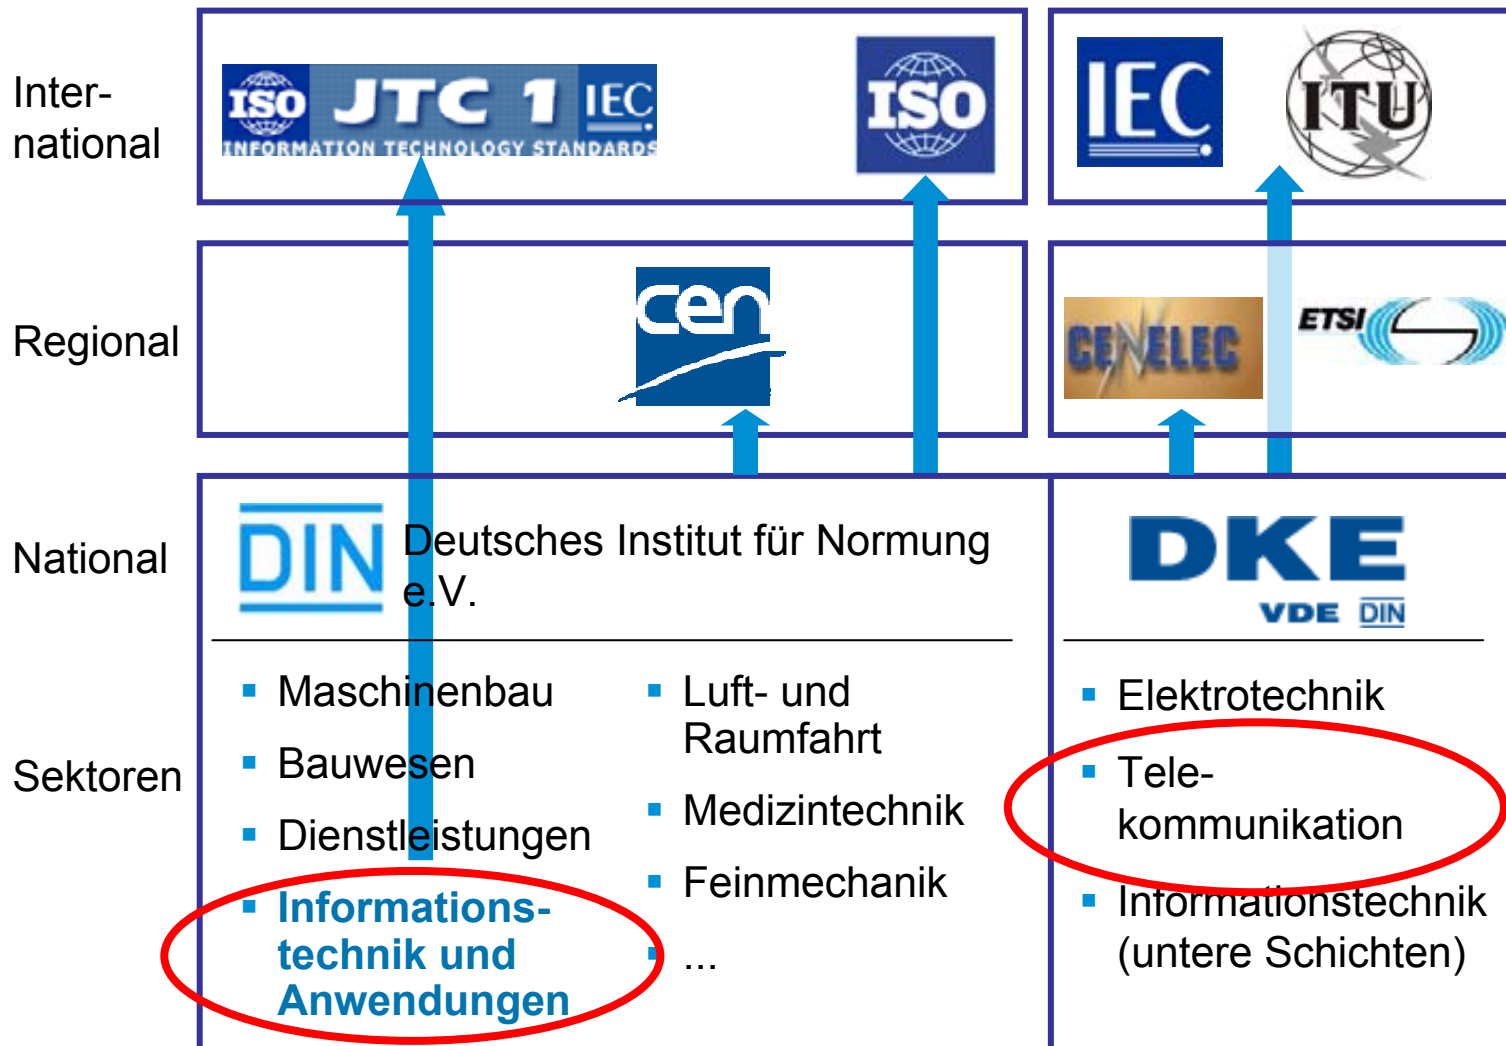 Inter-
national
ISO JTC 1 IEC
INFORMATION TECHNOLOGY STANDARDS
ISO
IEC
ITU
Regional
cen
CENELEC
ETSI
National
DIN
Deutsches Institut für Normung
e.V.
DKE
VDE DIN
Sektoren
Maschinenbau
Bauwesen
Dienstleistungen
Informations-
technik und
Anwendungen
Luft- und
Raumfahrt
Medizintechnik
Feinmechanik
...
Elektrotechnik
Tele-
kommunikation
Informationstechnik
(untere Schichten)